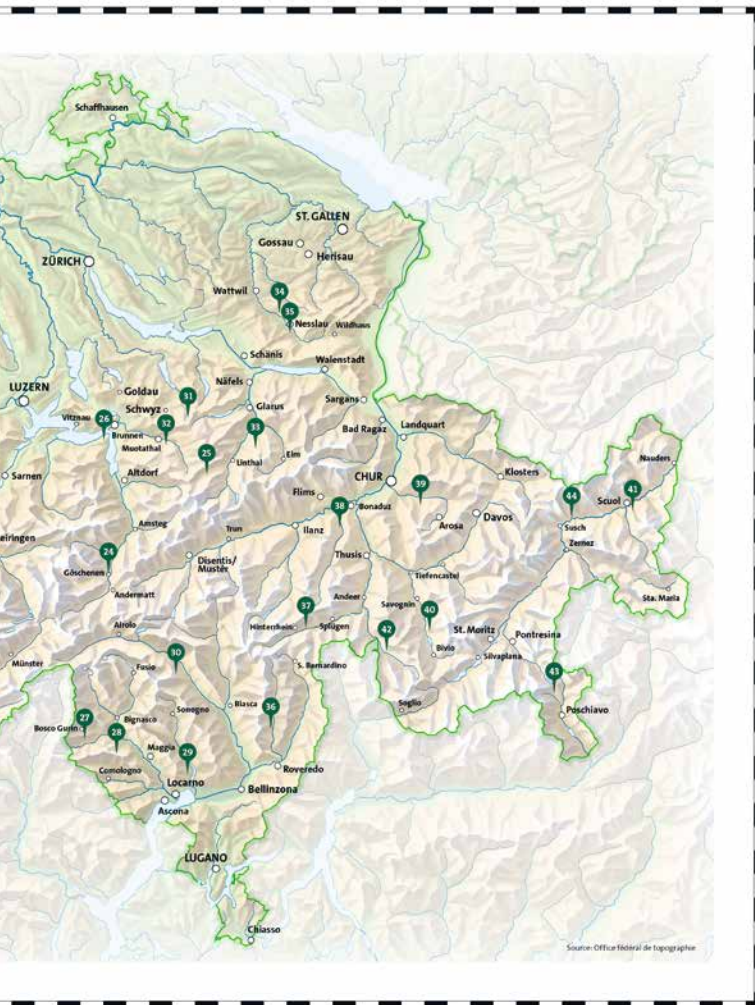 Schaffhausen
ST. GALLEN
Gossau
Herisau
ZÜRICH
Wattwil
34
35
Nesslau
Wildhaus
Schänis
Walenstadt
LUZERN
Goldau
31
Näfels
Sargans
Schwyz
Glarus
Vitznau
26
32
33
Brunnen
Bad Ragaz
Landquart
Muotathal
25
Linthal
Elm
Nauders
Sarnen
Altdorf
CHUR
39
Klosters
Flims
41
44
Scuol
38
Bonaduz
Amsteg
Trun
Ilanz
Arosa
Davos
Susch
eiringen
Zernez
24
Disentis/
Mustér
Thusis
Göschenen
Tiefencastel
Andermatt
Andeer
Savognin
Sta. Maria
37
40
Airolo
Hinterrhein
Splügen
42
St. Moritz
Pontresina
Münster
30
Bivio
Silvaplana
Fusio
S. Bernardino
43
27
Sonogno
Biasca
36
Soglio
Poschiavo
Bosco Gurin
28
Bignasco
Maggia
29
Comologno
Roveredo
Locarno
Bellinzona
Ascona
LUGANO
Chiasso
Source: Office fédéral de topographie